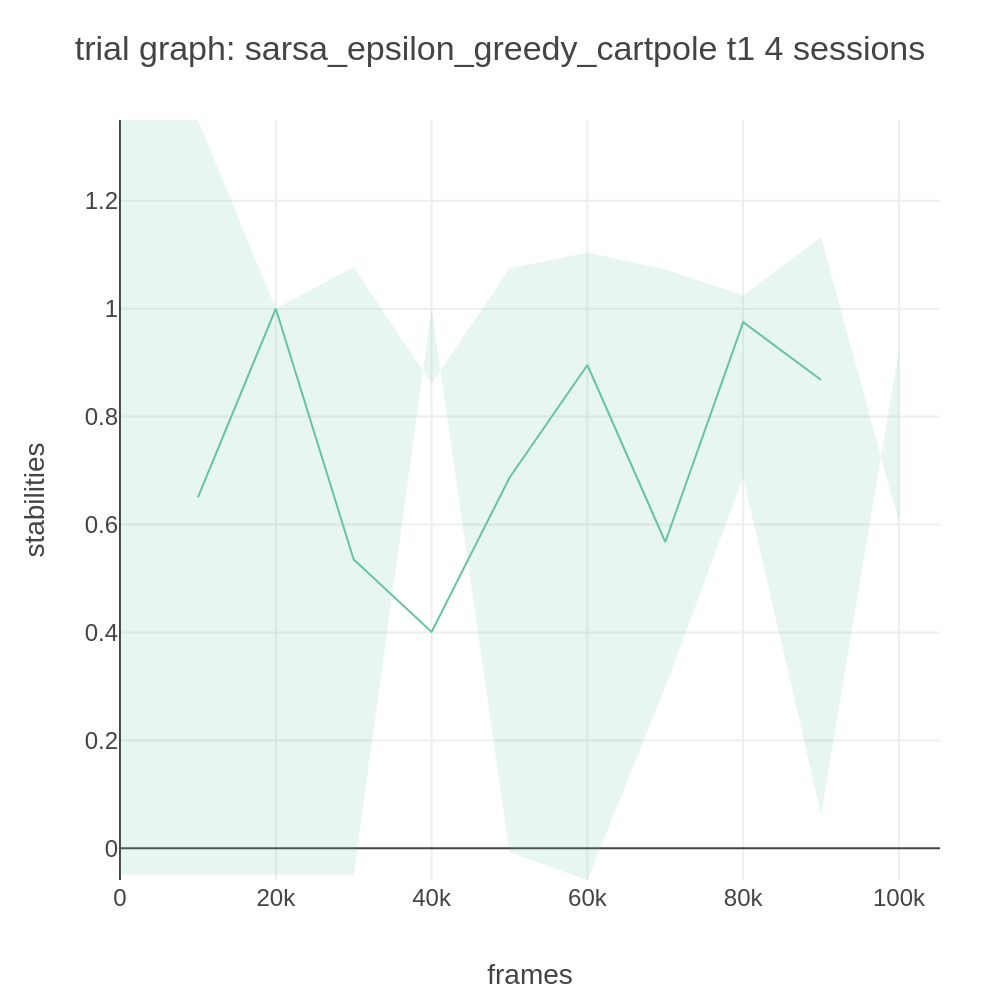 trial graph: sarsa_epsilon_greedy_cartpole t1 4 sessions
1.2
1
0.8
0.6
0.4
0.2
0
stabilities
0 20k 40k 60k 80k 100k
frames